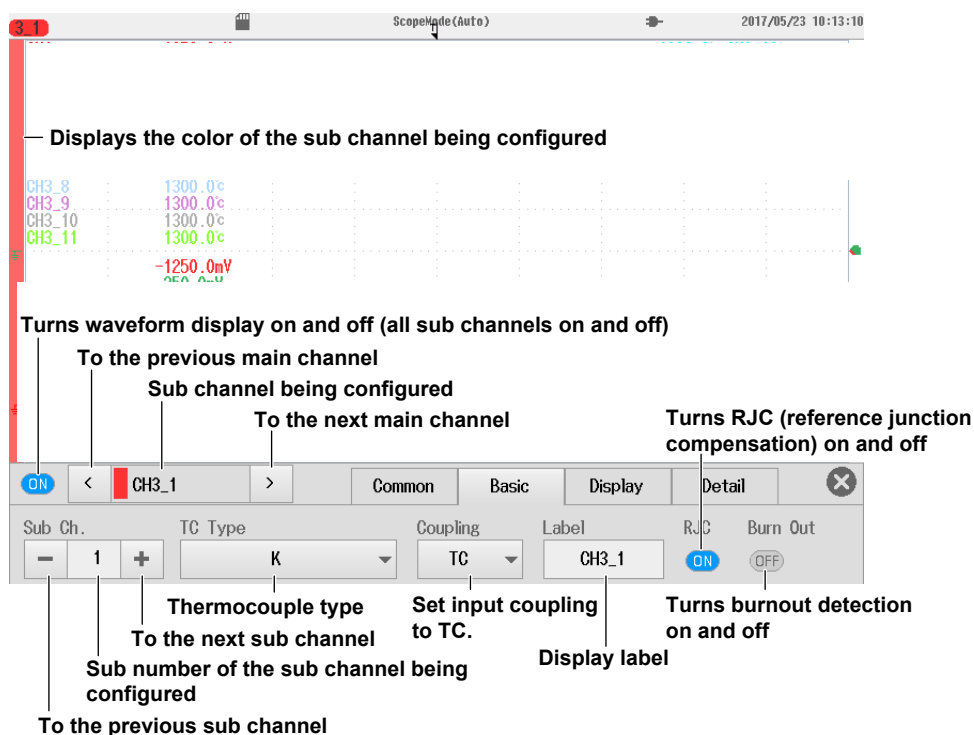 3_1 ScopeMode(Auto) 2017/05/23 10:13:10
Displays the color of the sub channel being configured
CH3_8 1300.0℃
CH3_9 1300.0℃
CH3_10 1300.0℃
CH3_11 1300.0℃
-1250.0mV
Turns waveform display on and off (all sub channels on and off)
To the previous main channel
Sub channel being configured
To the next main channel
Turns RJC (reference junction
compensation) on and off
ON < CH3_1 > Common Basic Display Detail
Sub Ch. TC Type Coupling Label RJC Burn Out
− 1 + K TC CH3_1 ON OFF
Thermocouple type
Set input coupling
to TC.
Turns burnout detection
on and off
To the next sub channel
Display label
Sub number of the sub channel being
configured
To the previous sub channel